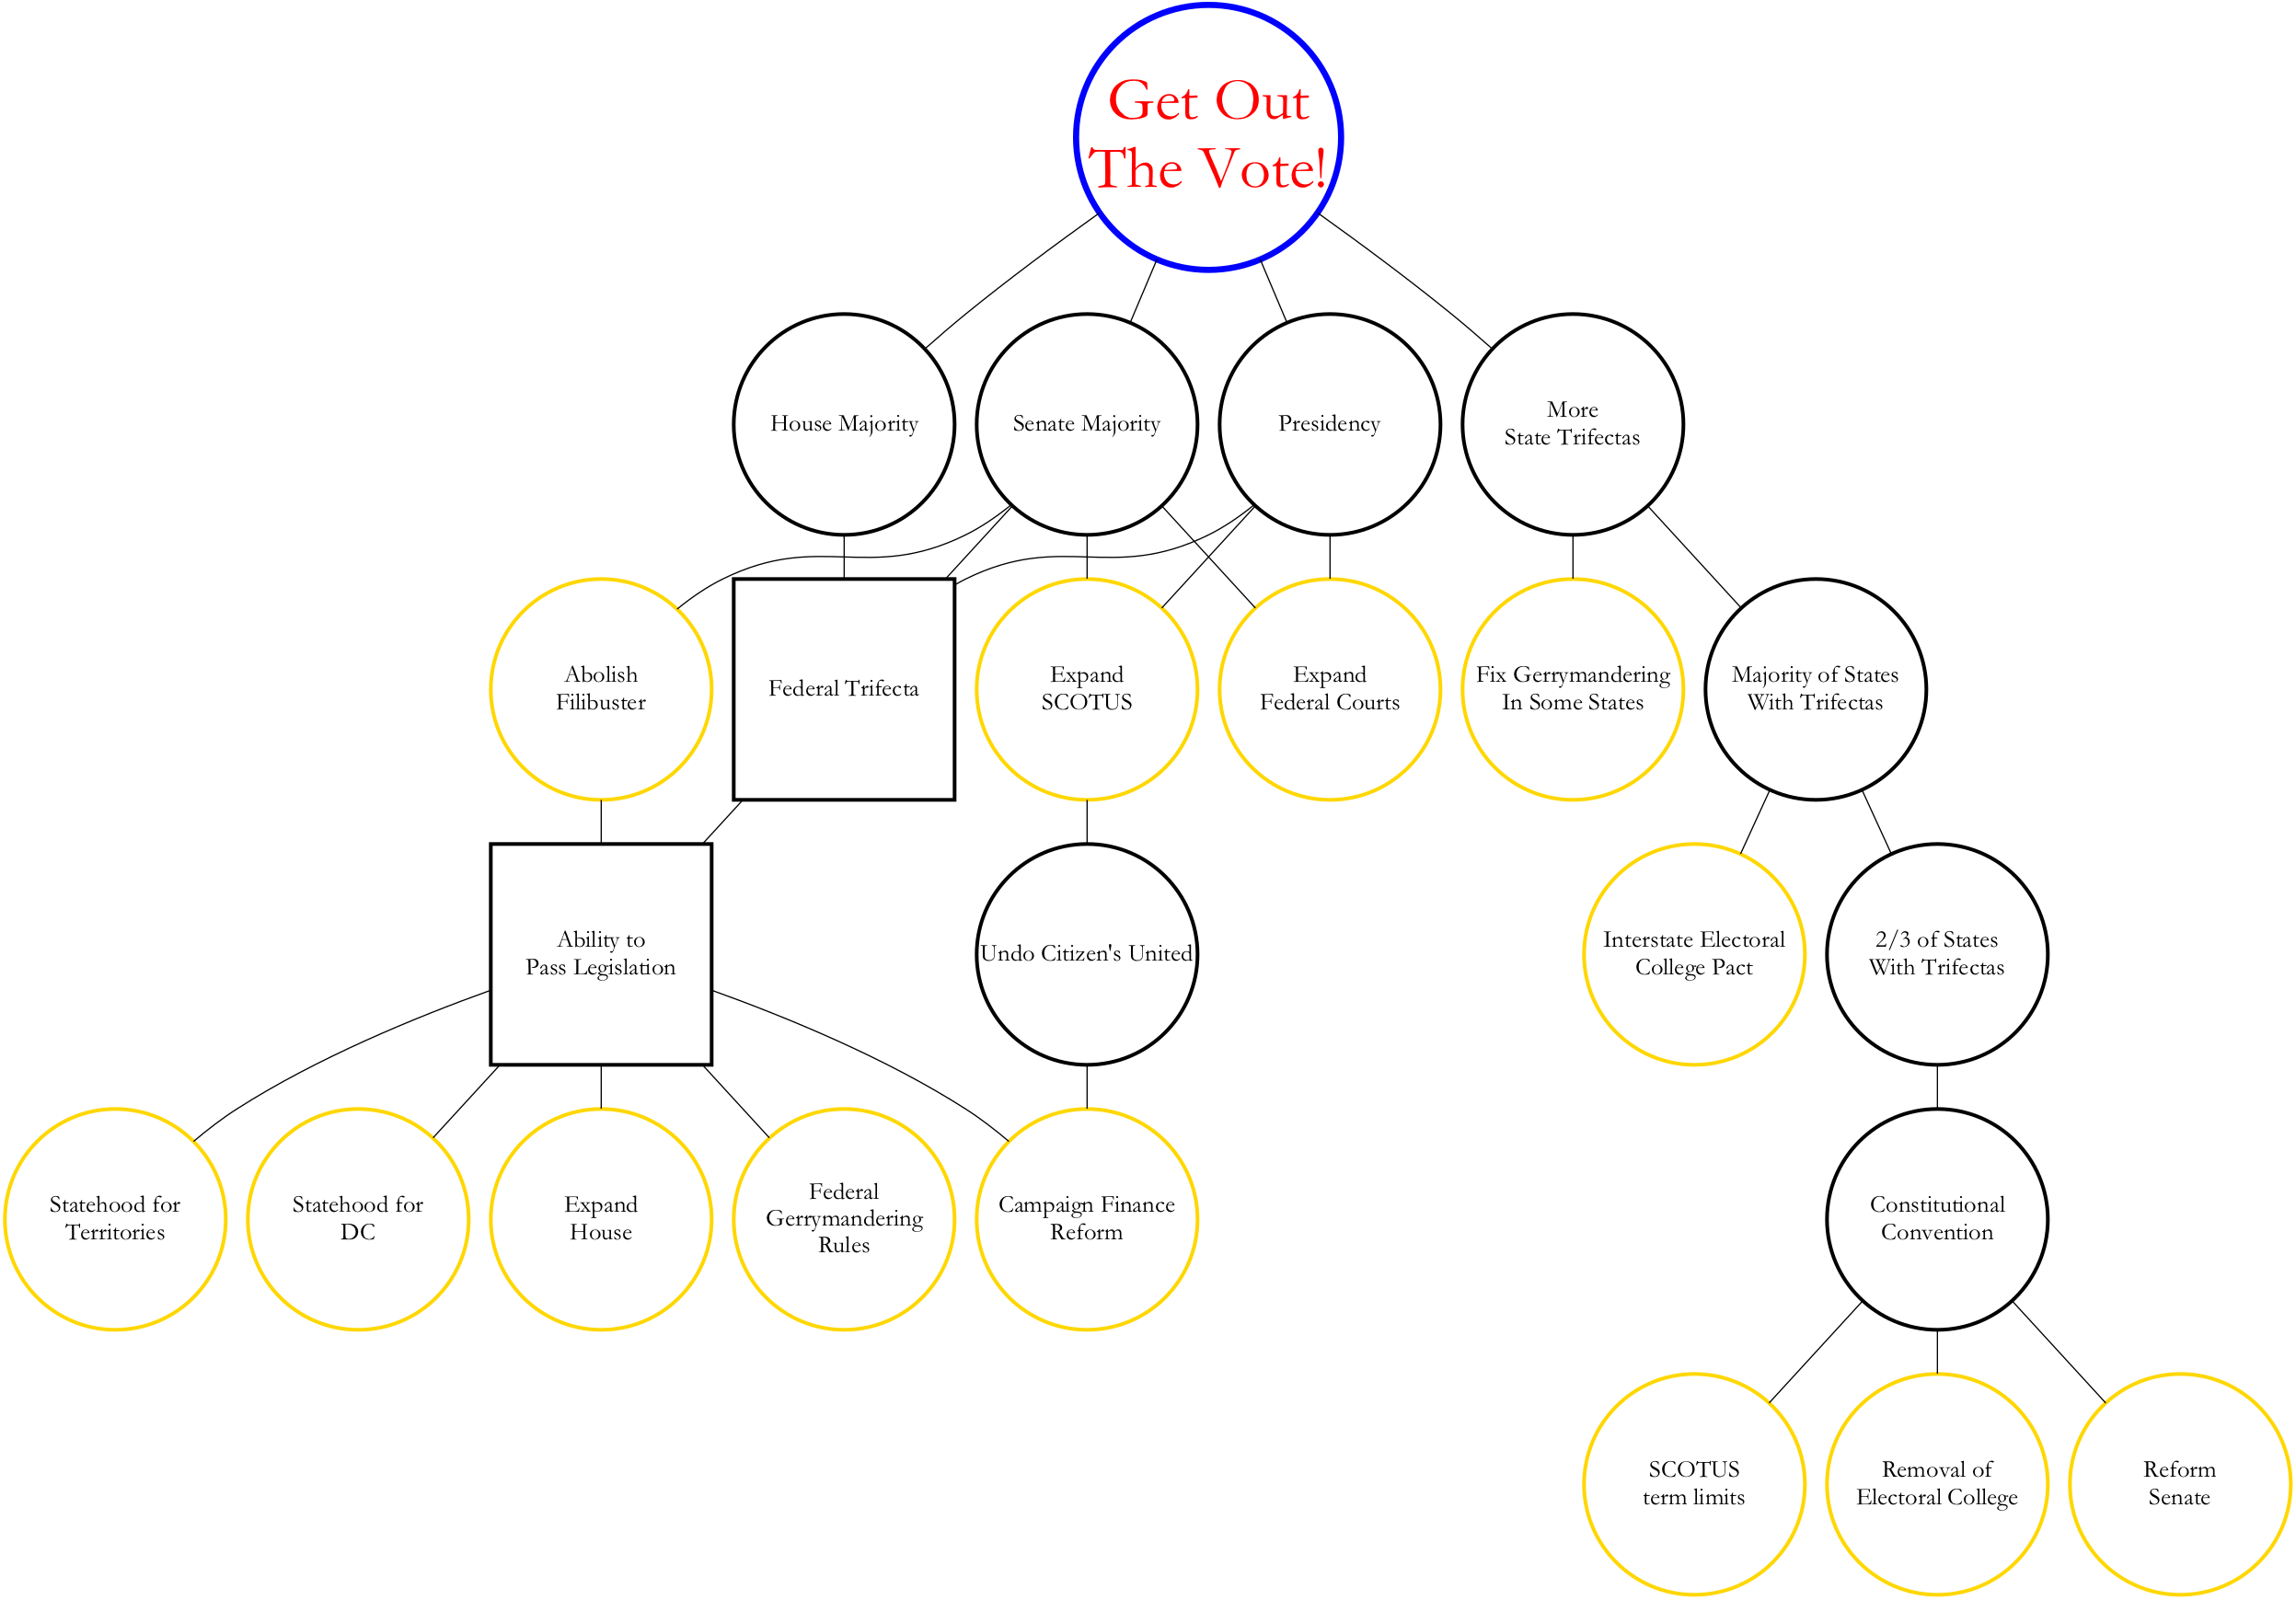 Get Out
The Vote!
House Majority
Senate Majority
Presidency
More
State Trifectas
Abolish
Filibuster
Federal Trifecta
Expand
SCOTUS
Expand
Federal Courts
Fix Gerrymandering
In Some States
Majority of States
With Trifectas
Ability to
Pass Legislation
Undo Citizen's United
Interstate Electoral
College Pact
2/3 of States
With Trifectas
Statehood for
Territories
Statehood for
DC
Expand
House
Federal
Gerrymandering
Rules
Campaign Finance
Reform
Constitutional
Convention
SCOTUS
term limits
Removal of
Electoral College
Reform
Senate